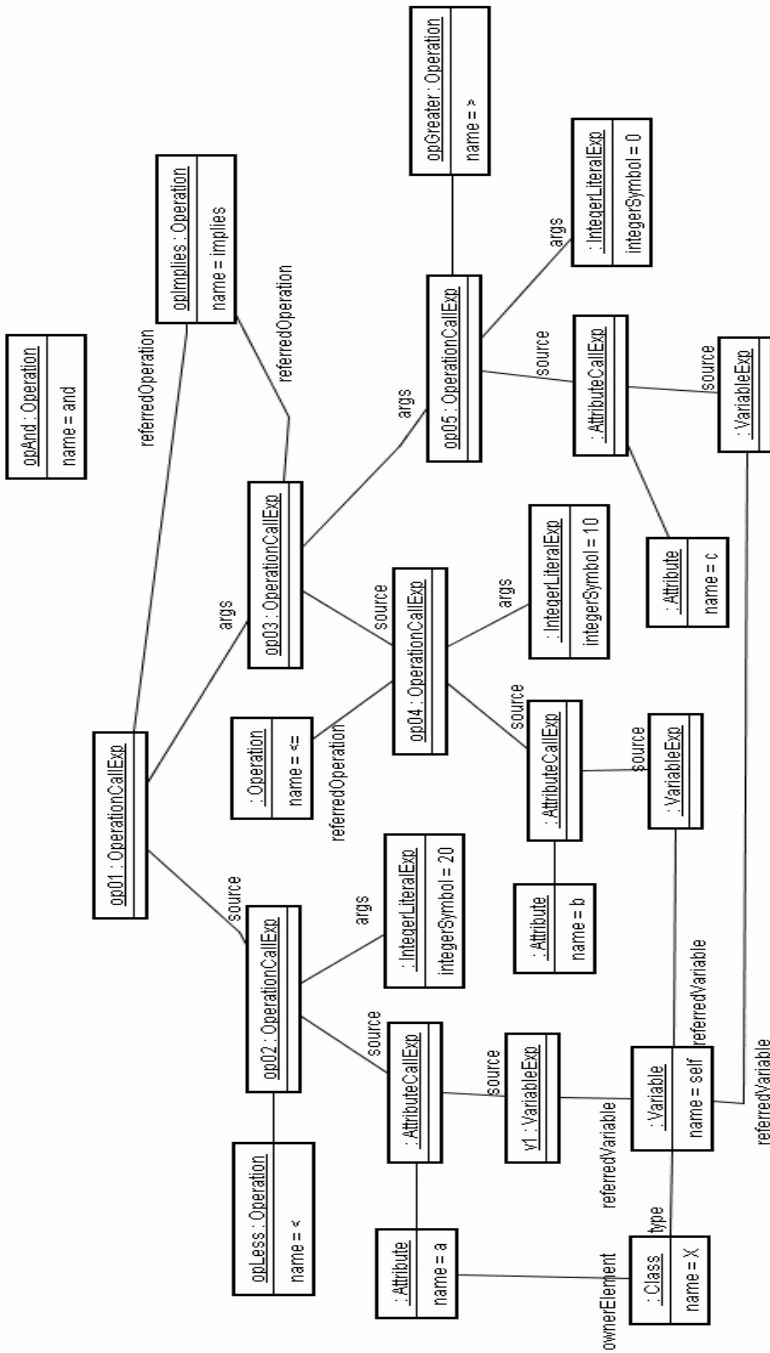 opAnd : Operation
name = and
op01 : OperationCallExp
referredOperation
opImplies : Operation
name = implies
source
args
referredOperation
opLess : Operation
name = <
op02 : OperationCallExp
: Operation
name = <=
referredOperation
op03 : OperationCallExp
source
args
source
args
: Attribute
name = a
: AttributeCallExp
: IntegerLiteralExp
integerSymbol = 20
op04 : OperationCallExp
op05 : OperationCallExp
opGreater : Operation
name = >
source
source
args
source
args
ownerElement
v1 : VariableExp
: Attribute
name = b
: AttributeCallExp
: IntegerLiteralExp
integerSymbol = 10
: AttributeCallExp
: IntegerLiteralExp
integerSymbol = 0
referredVariable
source
source
: Class
name = X
type
: Variable
name = self
referredVariable
: VariableExp
: Attribute
name = c
: VariableExp
referredVariable